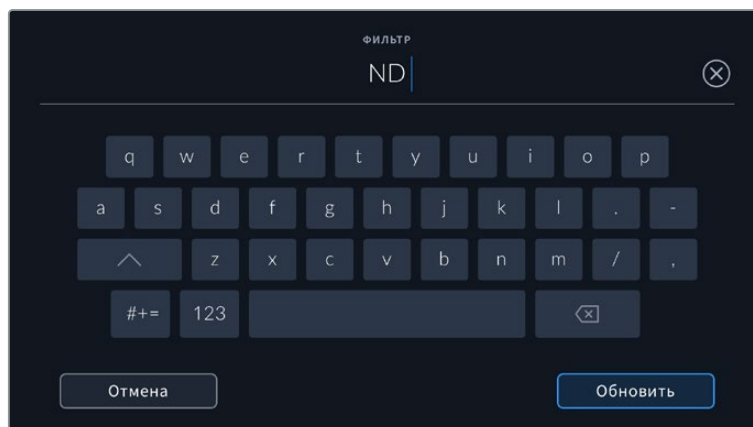 ФИЛЬТР
ND
q w e r t y u i o p
a s d f g h j k l . -
z x c v b n m / ,
#+= 123
Отмена Обновить